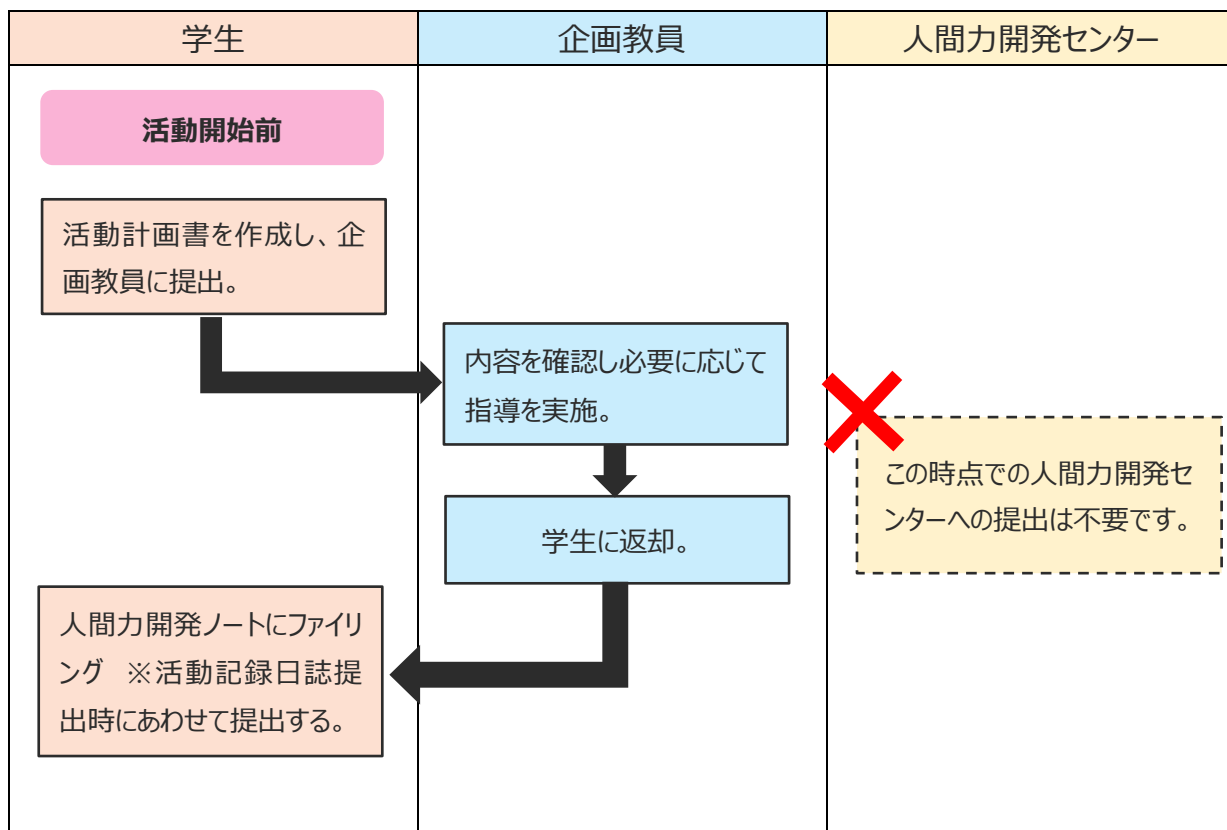 学生
企画教員
人間力開発センター
活動開始前
活動計画書を作成し、企
画教員に提出。
内容を確認し必要に応じて
指導を実施。
この時点での人間力開発セ
ンターへの提出は不要です。
学生に返却。
人間力開発ノートにファイリ
ング　※活動記録日誌提
出時にあわせて提出する。